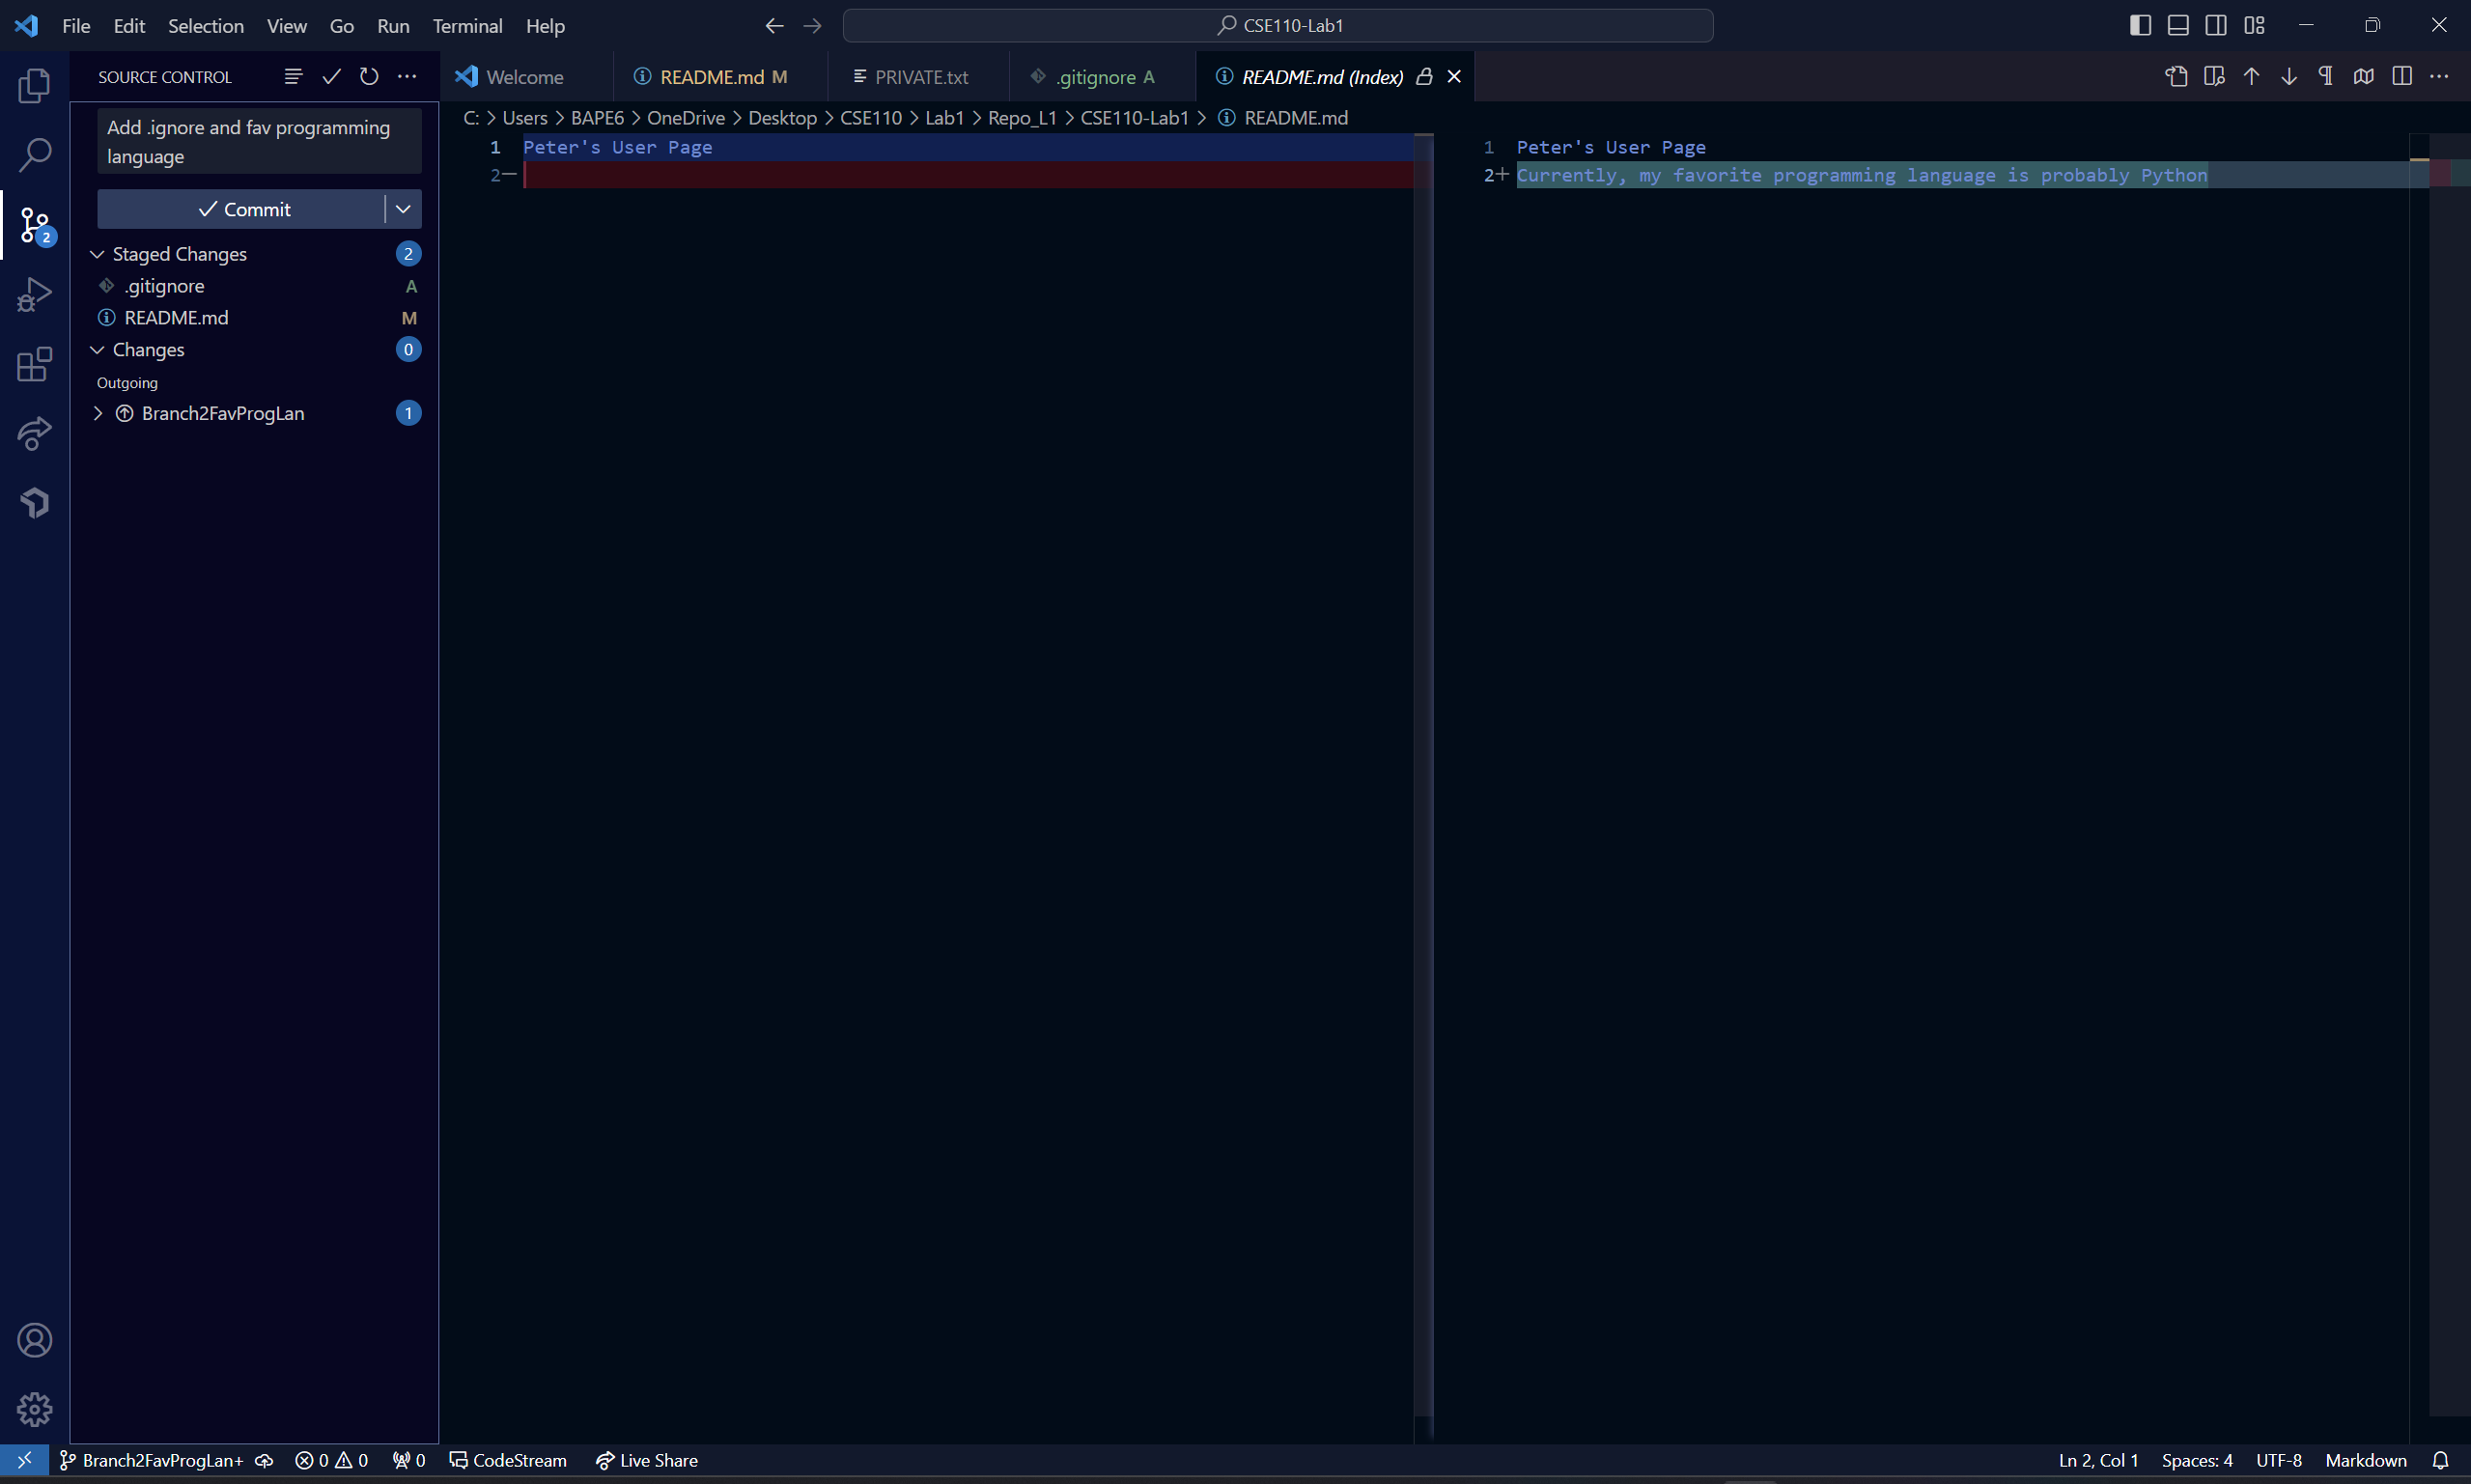 File Edit Selection View Go Run Terminal Help CSE110-Lab1
SOURCE CONTROL
Welcome README.md M PRIVATE.txt .gitignore A README.md (Index)
C: > Users > BAPE6 > OneDrive > Desktop > CSE110 > Lab1 > Repo_L1 > CSE110-Lab1 > README.md
Add .ignore and fav programming
language
Commit
Staged Changes 2
.gitignore A
README.md M
Changes 0
Outgoing
Branch2FavProgLan 1
2
1 Peter's User Page
2—
1 Peter's User Page
2+ Currently, my favorite programming language is probably Python
Branch2FavProgLan+ 0 0 0 CodeStream Live Share Ln 2, Col 1 Spaces: 4 UTF-8 Markdown